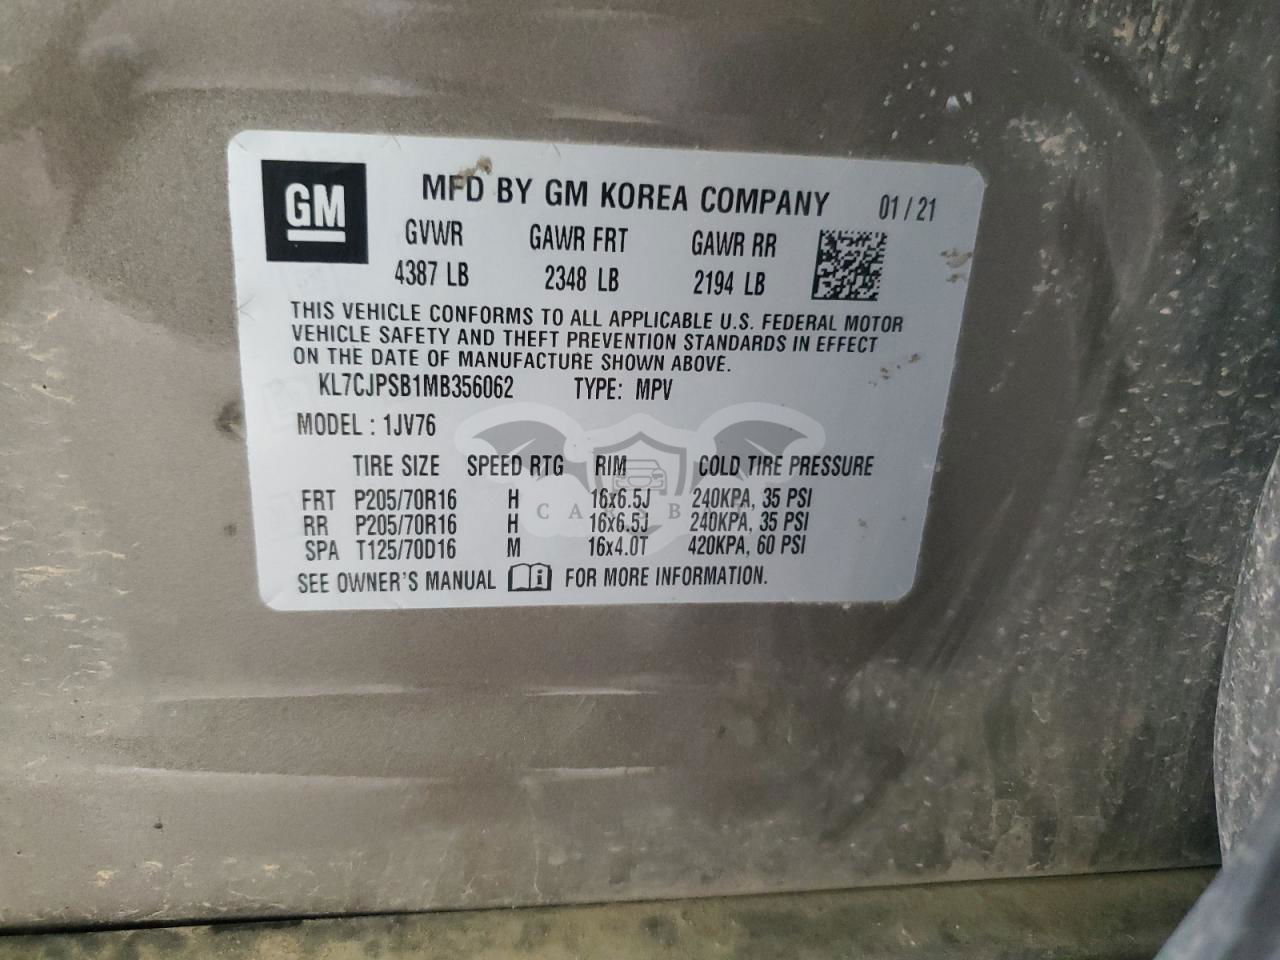 GM
MFD BY GM KOREA COMPANY 01 / 21
GVWR GAWR FRT GAWR RR
4387 LB 2348 LB 2194 LB
THIS VEHICLE CONFORMS TO ALL APPLICABLE U.S. FEDERAL MOTOR
VEHICLE SAFETY AND THEFT PREVENTION STANDARDS IN EFFECT
ON THE DATE OF MANUFACTURE SHOWN ABOVE.
KL7CJPSB1MB356062 TYPE: MPV
MODEL : 1JV76
TIRE SIZE SPEED RTG RIM COLD TIRE PRESSURE
FRT P205/70R16 H 16x6.5J 240KPA, 35 PSI
RR P205/70R16 H 16x6.5J 240KPA, 35 PSI
SPA T125/70D16 M 16x4.0T 420KPA, 60 PSI
SEE OWNER'S MANUAL FOR MORE INFORMATION.